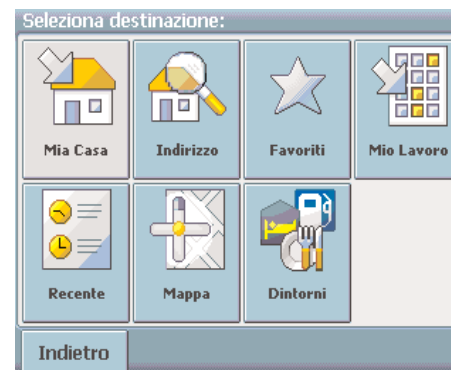 Seleziona destinazione:
Mia Casa
Indirizzo
Favoriti
Mio Lavoro
Recente
Mappa
Dintorni
Indietro